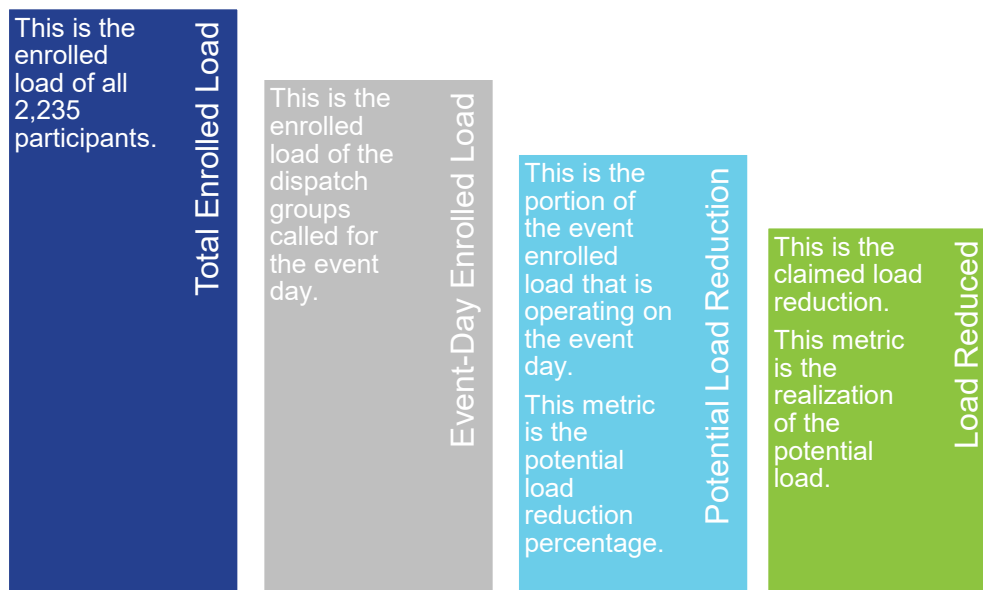 This is the
enrolled
load of all
2,235
participants.
Total Enrolled Load
This is the
enrolled
load of the
dispatch
groups
called for
the event
day.
Event-Day Enrolled Load
This is the
portion of
the event
enrolled
load that is
operating on
the event
day.
This metric
is the
potential
load
reduction
percentage.
Potential Load Reduction
This is the
claimed load
reduction.
This metric
is the
realization
of the
potential
load.
Load Reduced